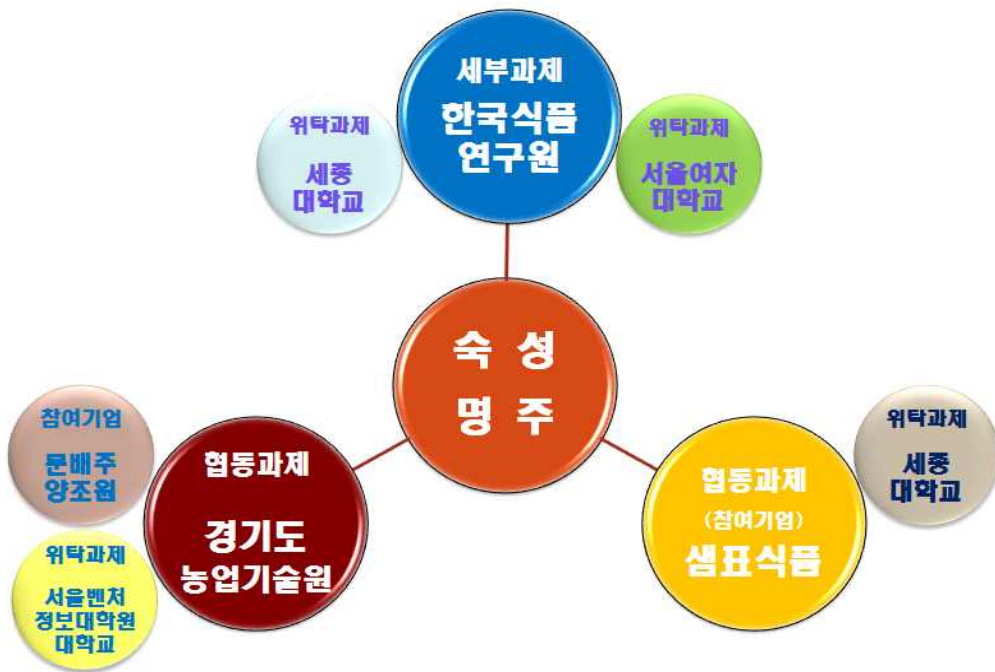 세부과제
한국식품
연구원
위탁과제
세종
대학교
위탁과제
서울여자
대학교
숙 성
명 주
참여기업
문배주
양조원
협동과제
경기도
농업기술원
위탁과제
서울벤처
정보대학원
대학교
협동과제
(참여기업)
샘표식품
위탁과제
세종
대학교